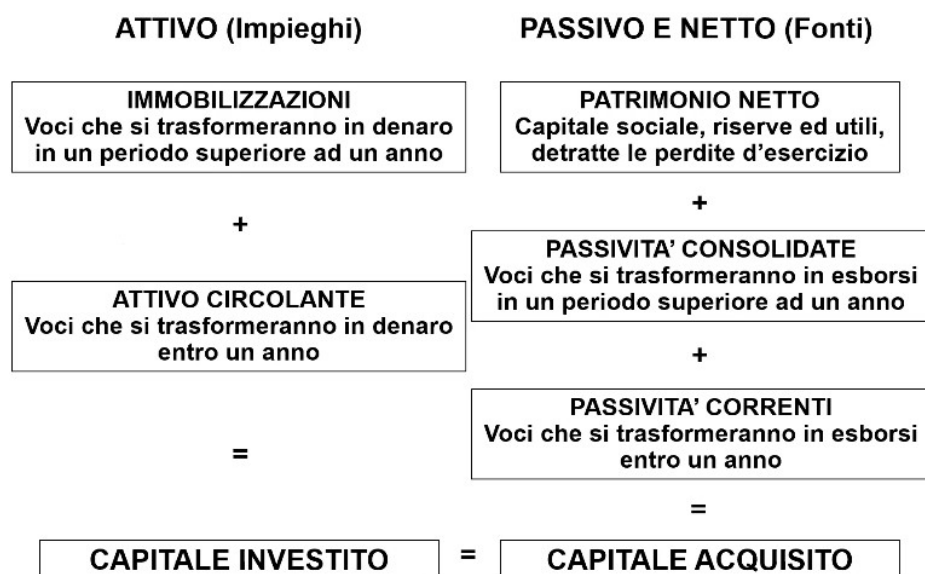 ATTIVO (Impieghi)
IMMOBILIZZAZIONI
Voci che si trasformeranno in denaro
in un periodo superiore ad un anno
+
ATTIVO CIRCOLANTE
Voci che si trasformeranno in denaro
entro un anno
=
CAPITALE INVESTITO
=
PASSIVO E NETTO (Fonti)
PATRIMONIO NETTO
Capitale sociale, riserve ed utili,
detratte le perdite d'esercizio
+
PASSIVITA' CONSOLIDATE
Voci che si trasformeranno in esborsi
in un periodo superiore ad un anno
+
PASSIVITA' CORRENTI
Voci che si trasformeranno in esborsi
entro un anno
=
CAPITALE ACQUISITO